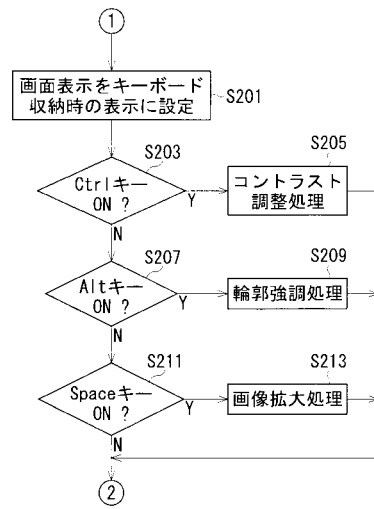 1
画面表示をキーボード
収納時の表示に設定
S201
S203
Ctrlキー
ON ?
Y
N
S205
コントラスト
調整処理
S207
Altキー
ON ?
Y
N
S209
輪郭強調処理
S211
Spaceキー
ON ?
Y
N
S213
画像拡大処理
2